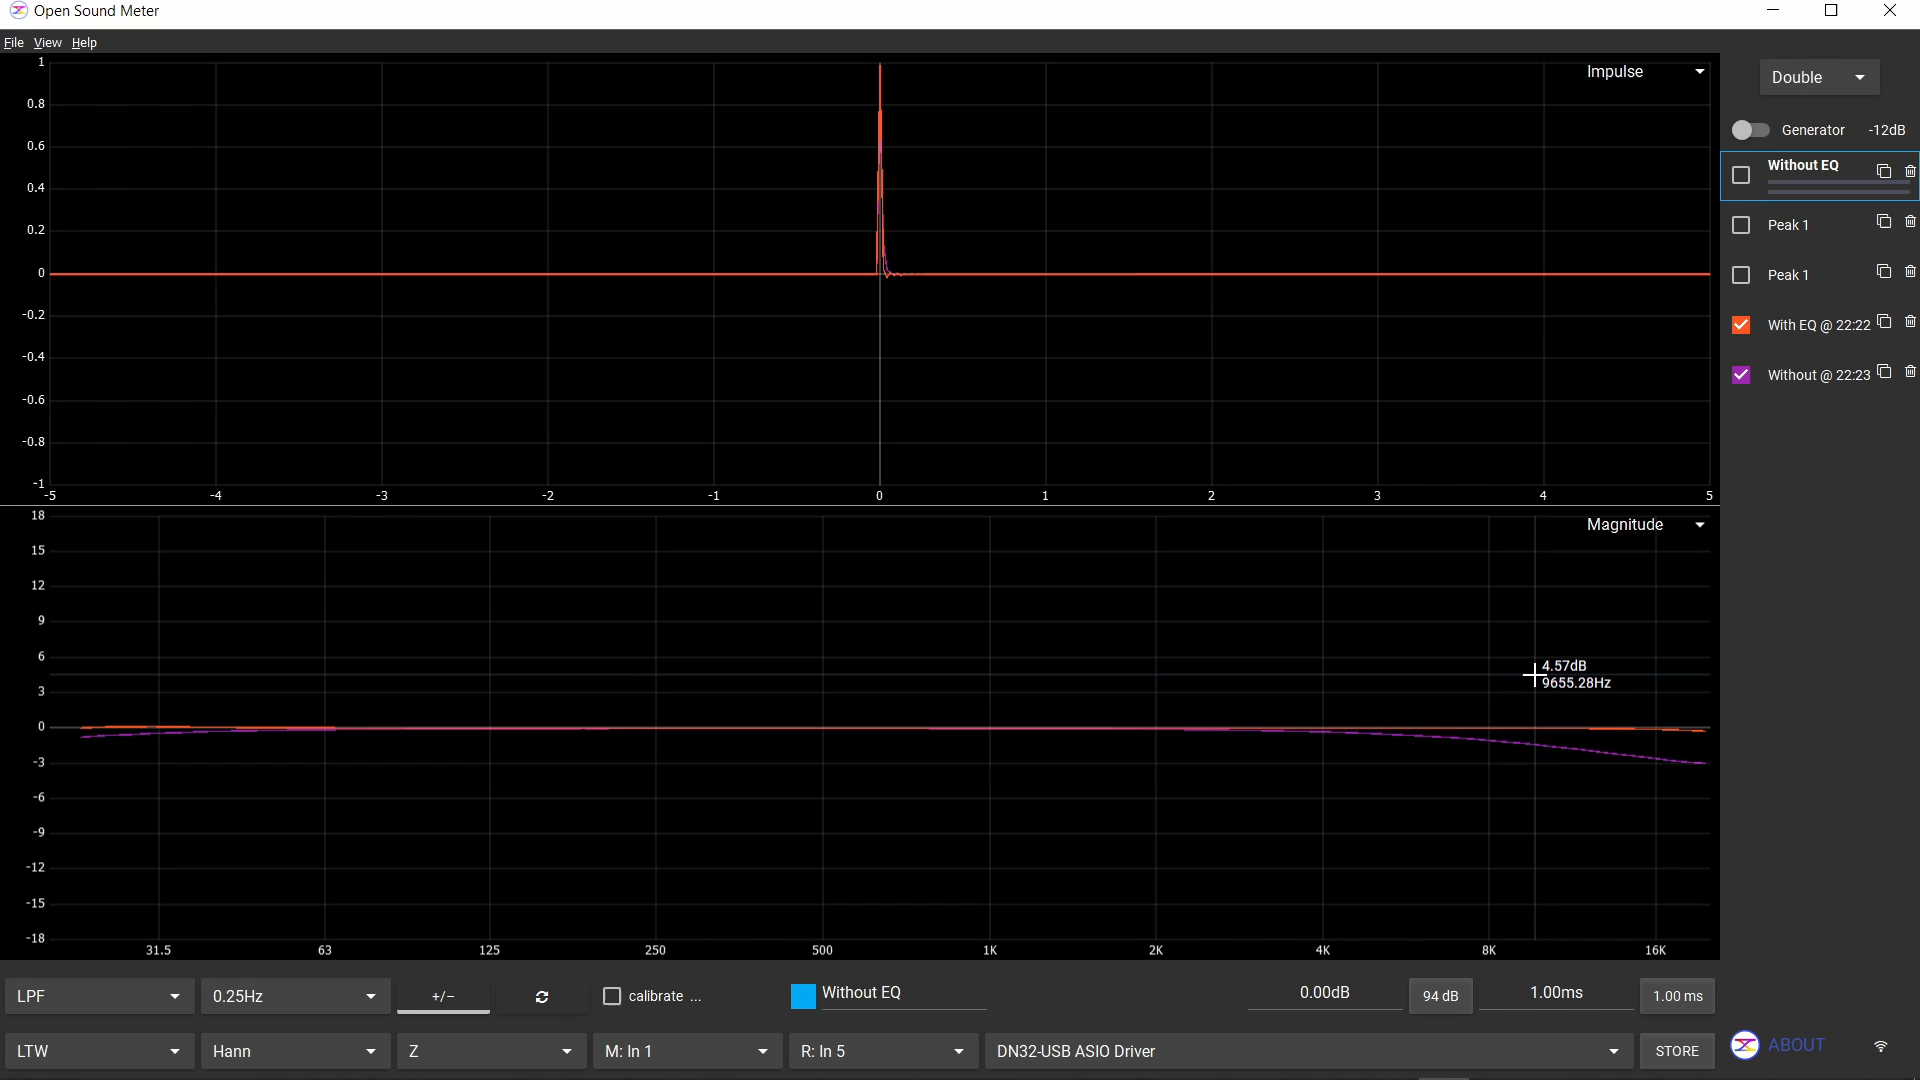 Open Sound Meter
File View Help
Impulse
1
0.8
0.6
0.4
0.2
0
-0.2
-0.4
-0.6
-0.8
-1
-5 -4 -3 -2 -1 0 1 2 3 4 5
Magnitude
18
15
12
9
6
3
0
-3
-6
-9
-12
-15
-18
4.57dB
9655.28Hz
31.5 63 125 250 500 1K 2K 4K 8K 16K
Double
Generator -12dB
Without EQ
Peak 1
Peak 1
With EQ @ 22:22
Without @ 22:23
LPF 0.25Hz +/- calibrate ... Without EQ 0.00dB 94 dB 1.00ms 1.00 ms
LTW Hann Z M: In 1 R: In 5 DN32-USB ASIO Driver STORE
ABOUT